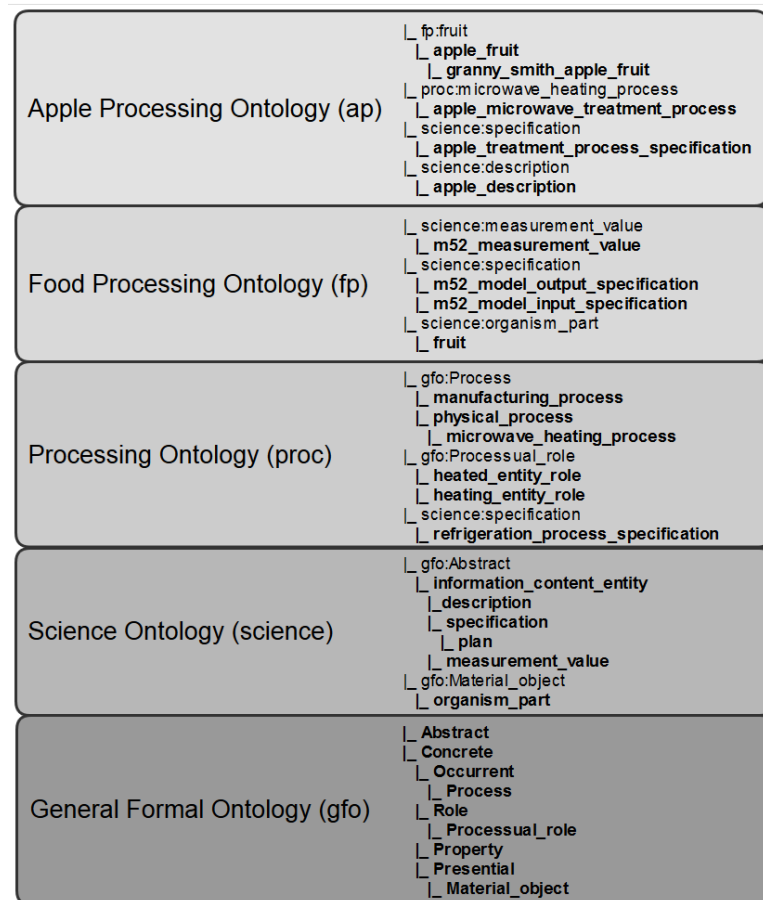 Apple Processing Ontology (ap)
|_ fp:fruit
|_ apple_fruit
|_ granny_smith_apple_fruit
|_ proc:microwave_heating_process
|_ apple_microwave_treatment_process
|_ science:specification
|_ apple_treatment_process_specification
|_ science:description
|_ apple_description
Food Processing Ontology (fp)
|_ science:measurement_value
|_ m52_measurement_value
|_ science:specification
|_ m52_model_output_specification
|_ m52_model_input_specification
|_ science:organism_part
|_ fruit
Processing Ontology (proc)
|_ gfo:Process
|_ manufacturing_process
|_ physical_process
|_ microwave_heating_process
|_ gfo:Processual_role
|_ heated_entity_role
|_ heating_entity_role
|_ science:specification
|_ refrigeration_process_specification
Science Ontology (science)
|_ gfo:Abstract
|_ information_content_entity
|_description
|_ specification
|_ plan
|_ measurement_value
|_ gfo:Material_object
|_ organism_part
General Formal Ontology (gfo)
|_ Abstract
|_ Concrete
|_ Occurrent
|_ Process
|_ Role
|_ Processual_role
|_ Property
|_ Presential
|_ Material_object